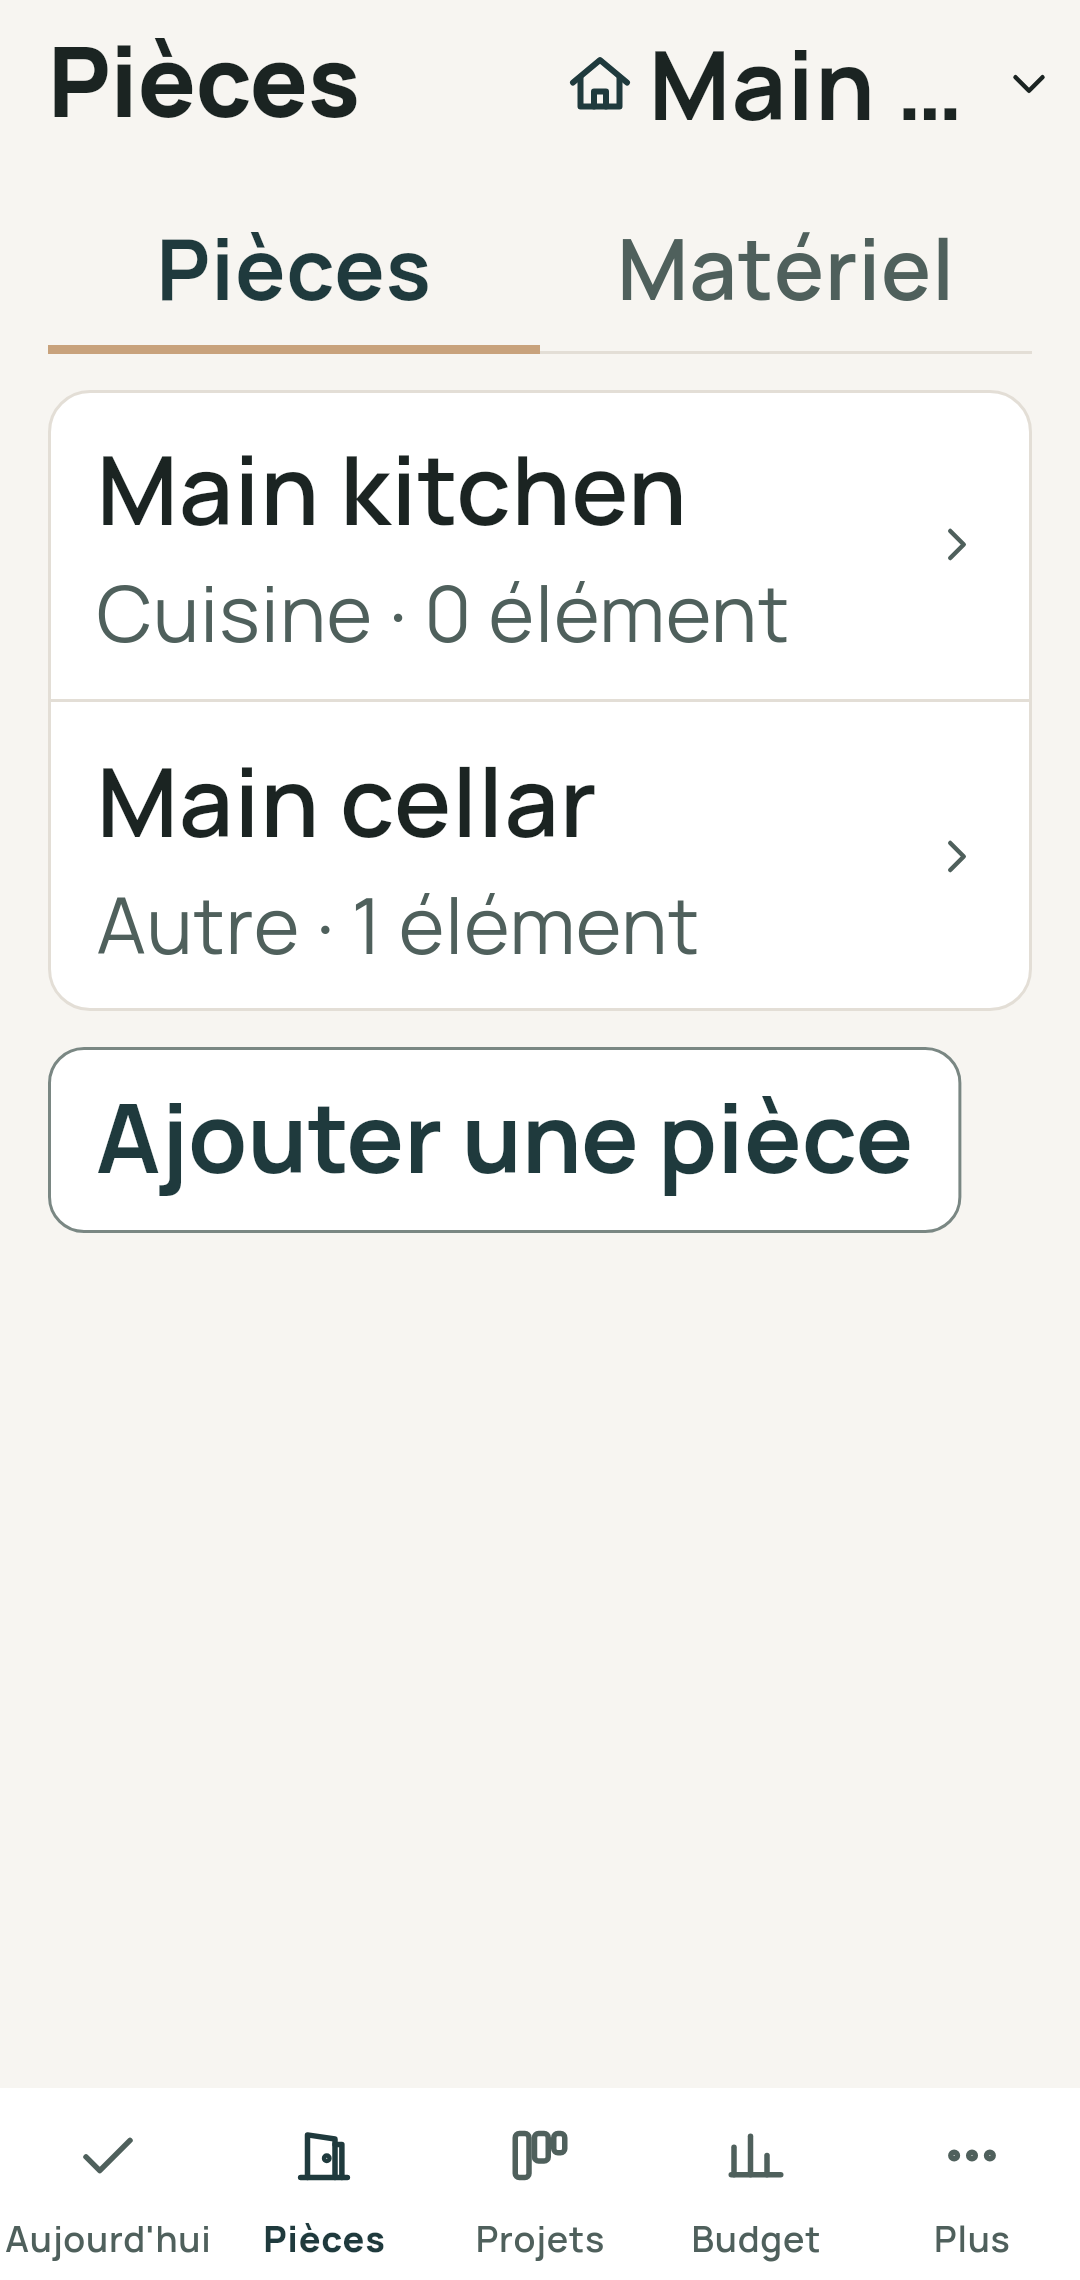 Pièces
Main ...
Pièces
Matériel
Main kitchen
Cuisine · 0 élément
Main cellar
Autre · 1 élément
Ajouter une pièce
Aujourd'hui
Pièces
Projets
Budget
Plus